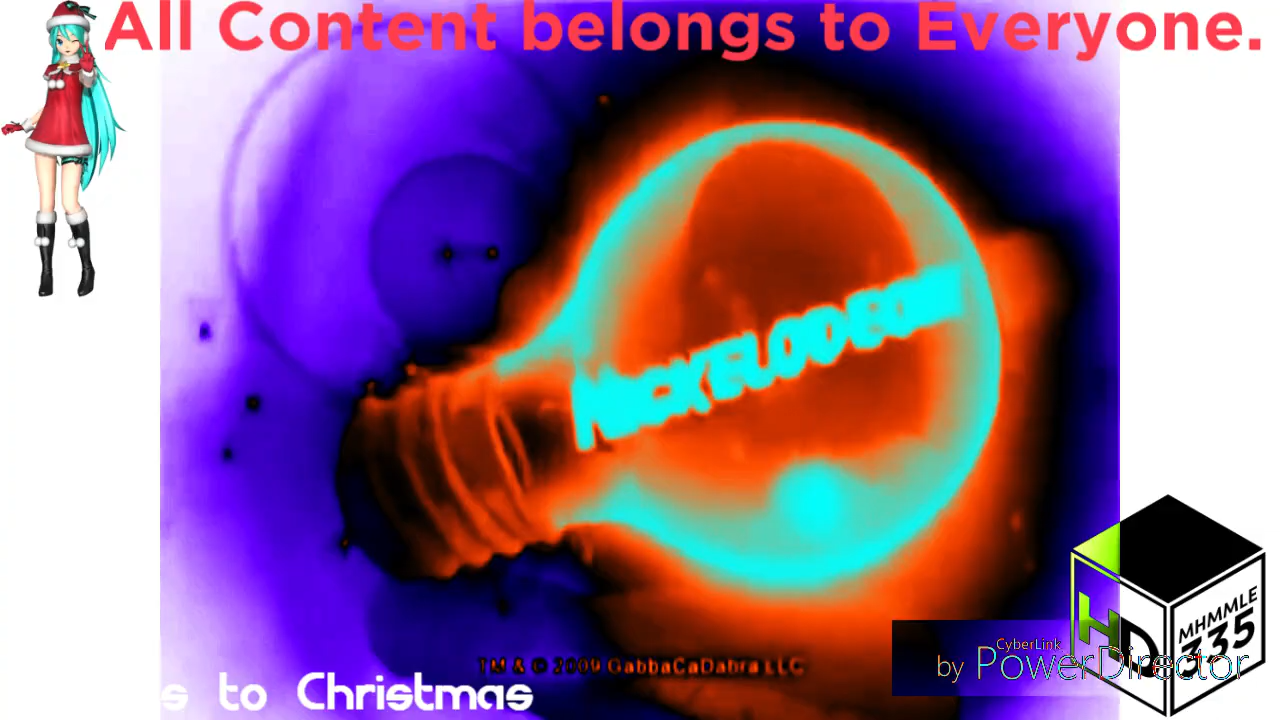 All Content belongs to Everyone.
NICKELODEON
TM & © 2009 GabbaCaDabra LLC
s to Christmas
CyberLink
by PowerDirector
HD
MHMMLE
335